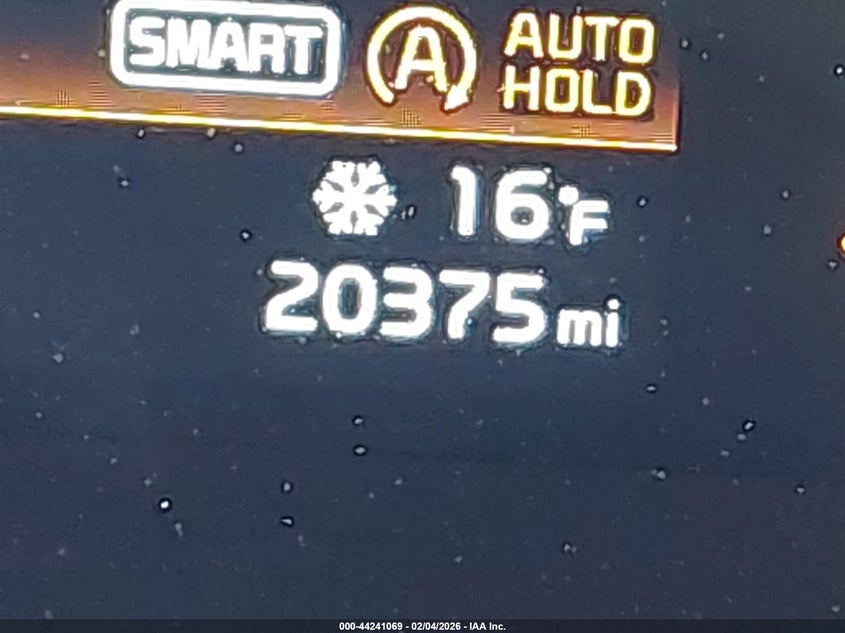 SMART A AUTO
HOLD
16°F
20375 mi
000-44241069 - 02/04/2026 - IAA Inc.